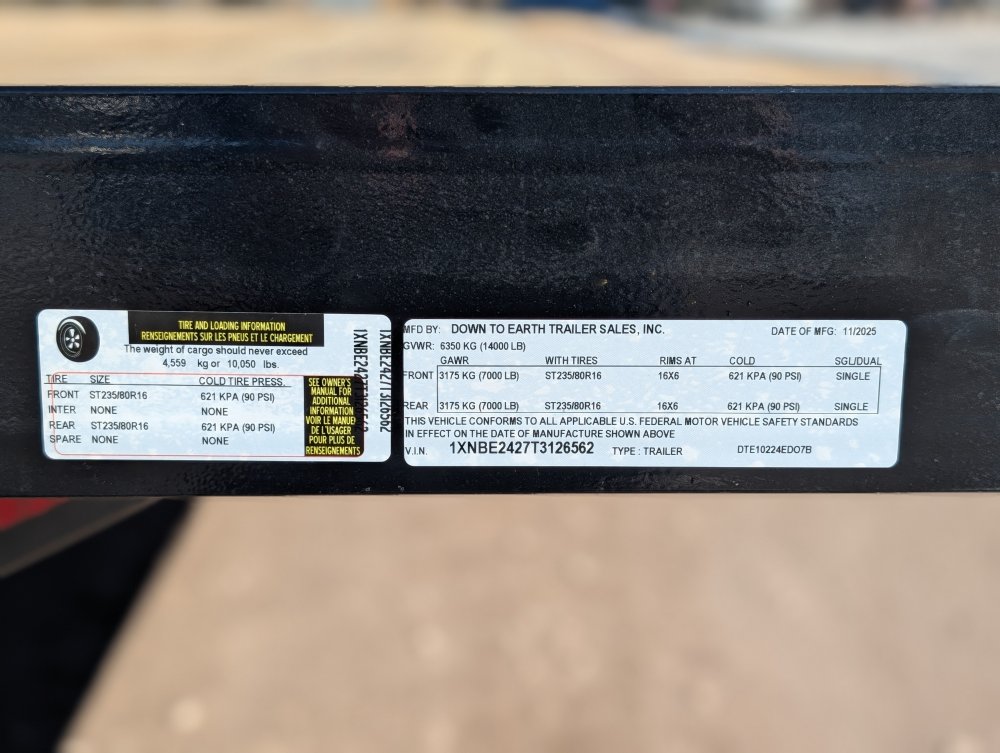 TIRE AND LOADING INFORMATION
RENSEIGNEMENTS SUR LES PNEUS ET LE CHARGEMENT
The weight of cargo should never exceed
4,559 kg or 10,050 lbs.
TIRE SIZE COLD TIRE PRESS.
FRONT ST235/80R16 621 KPA (90 PSI)
INTER NONE NONE
REAR ST235/80R16 621 KPA (90 PSI)
SPARE NONE NONE
SEE OWNER'S
MANUAL FOR
ADDITIONAL
INFORMATION
VOIR LE MANUEL
DE L'USAGER
POUR PLUS DE
RENSEIGNEMENTS
1XNBE2427T3126562
1XNBE2427T3126562
MFD BY: DOWN TO EARTH TRAILER SALES, INC. DATE OF MFG: 11/2025
GVWR: 6350 KG (14000 LB)
GAWR WITH TIRES RIMS AT COLD SGL/DUAL
FRONT 3175 KG (7000 LB) ST235/80R16 16X6 621 KPA (90 PSI) SINGLE
REAR 3175 KG (7000 LB) ST235/80R16 16X6 621 KPA (90 PSI) SINGLE
THIS VEHICLE CONFORMS TO ALL APPLICABLE U.S. FEDERAL MOTOR VEHICLE SAFETY STANDARDS
IN EFFECT ON THE DATE OF MANUFACTURE SHOWN ABOVE
V.I.N. 1XNBE2427T3126562 TYPE: TRAILER DTE10224EDO7B